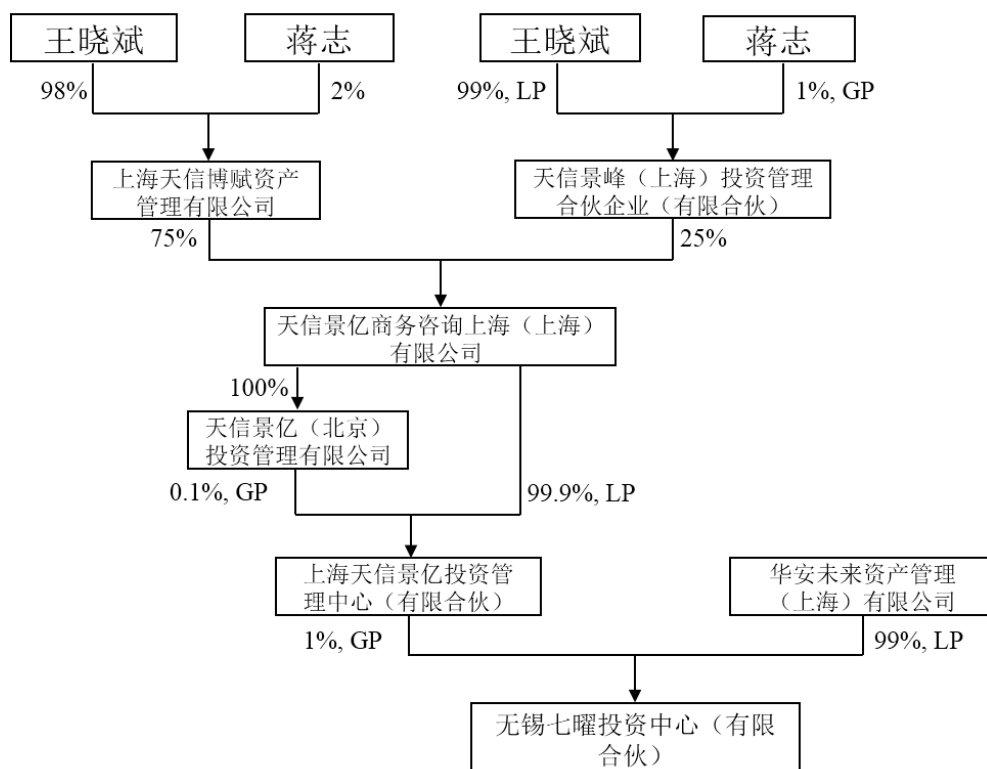 王晓斌
蒋志
王晓斌
蒋志
98%
2%
99%, LP
1%, GP
上海天信博赋资产
管理有限公司
天信景峰（上海）投资管理
合伙企业（有限合伙）
75%
25%
天信景亿商务咨询上海（上海）
有限公司
100%
天信景亿（北京）
投资管理有限公司
0.1%, GP
99.9%, LP
上海天信景亿投资管
理中心（有限合伙）
华安未来资产管理
（上海）有限公司
1%, GP
99%, LP
无锡七曜投资中心（有限
合伙）